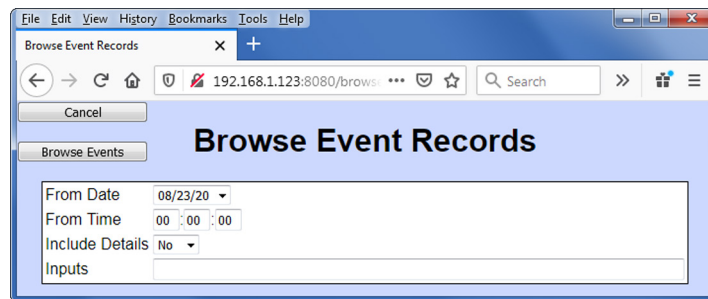 File Edit View History Bookmarks Tools Help
Browse Event Records
192.168.1.123:8080/brows
Search
Cancel
Browse Events
Browse Event Records
From Date 08/23/20
From Time 00 : 00 : 00
Include Details No
Inputs